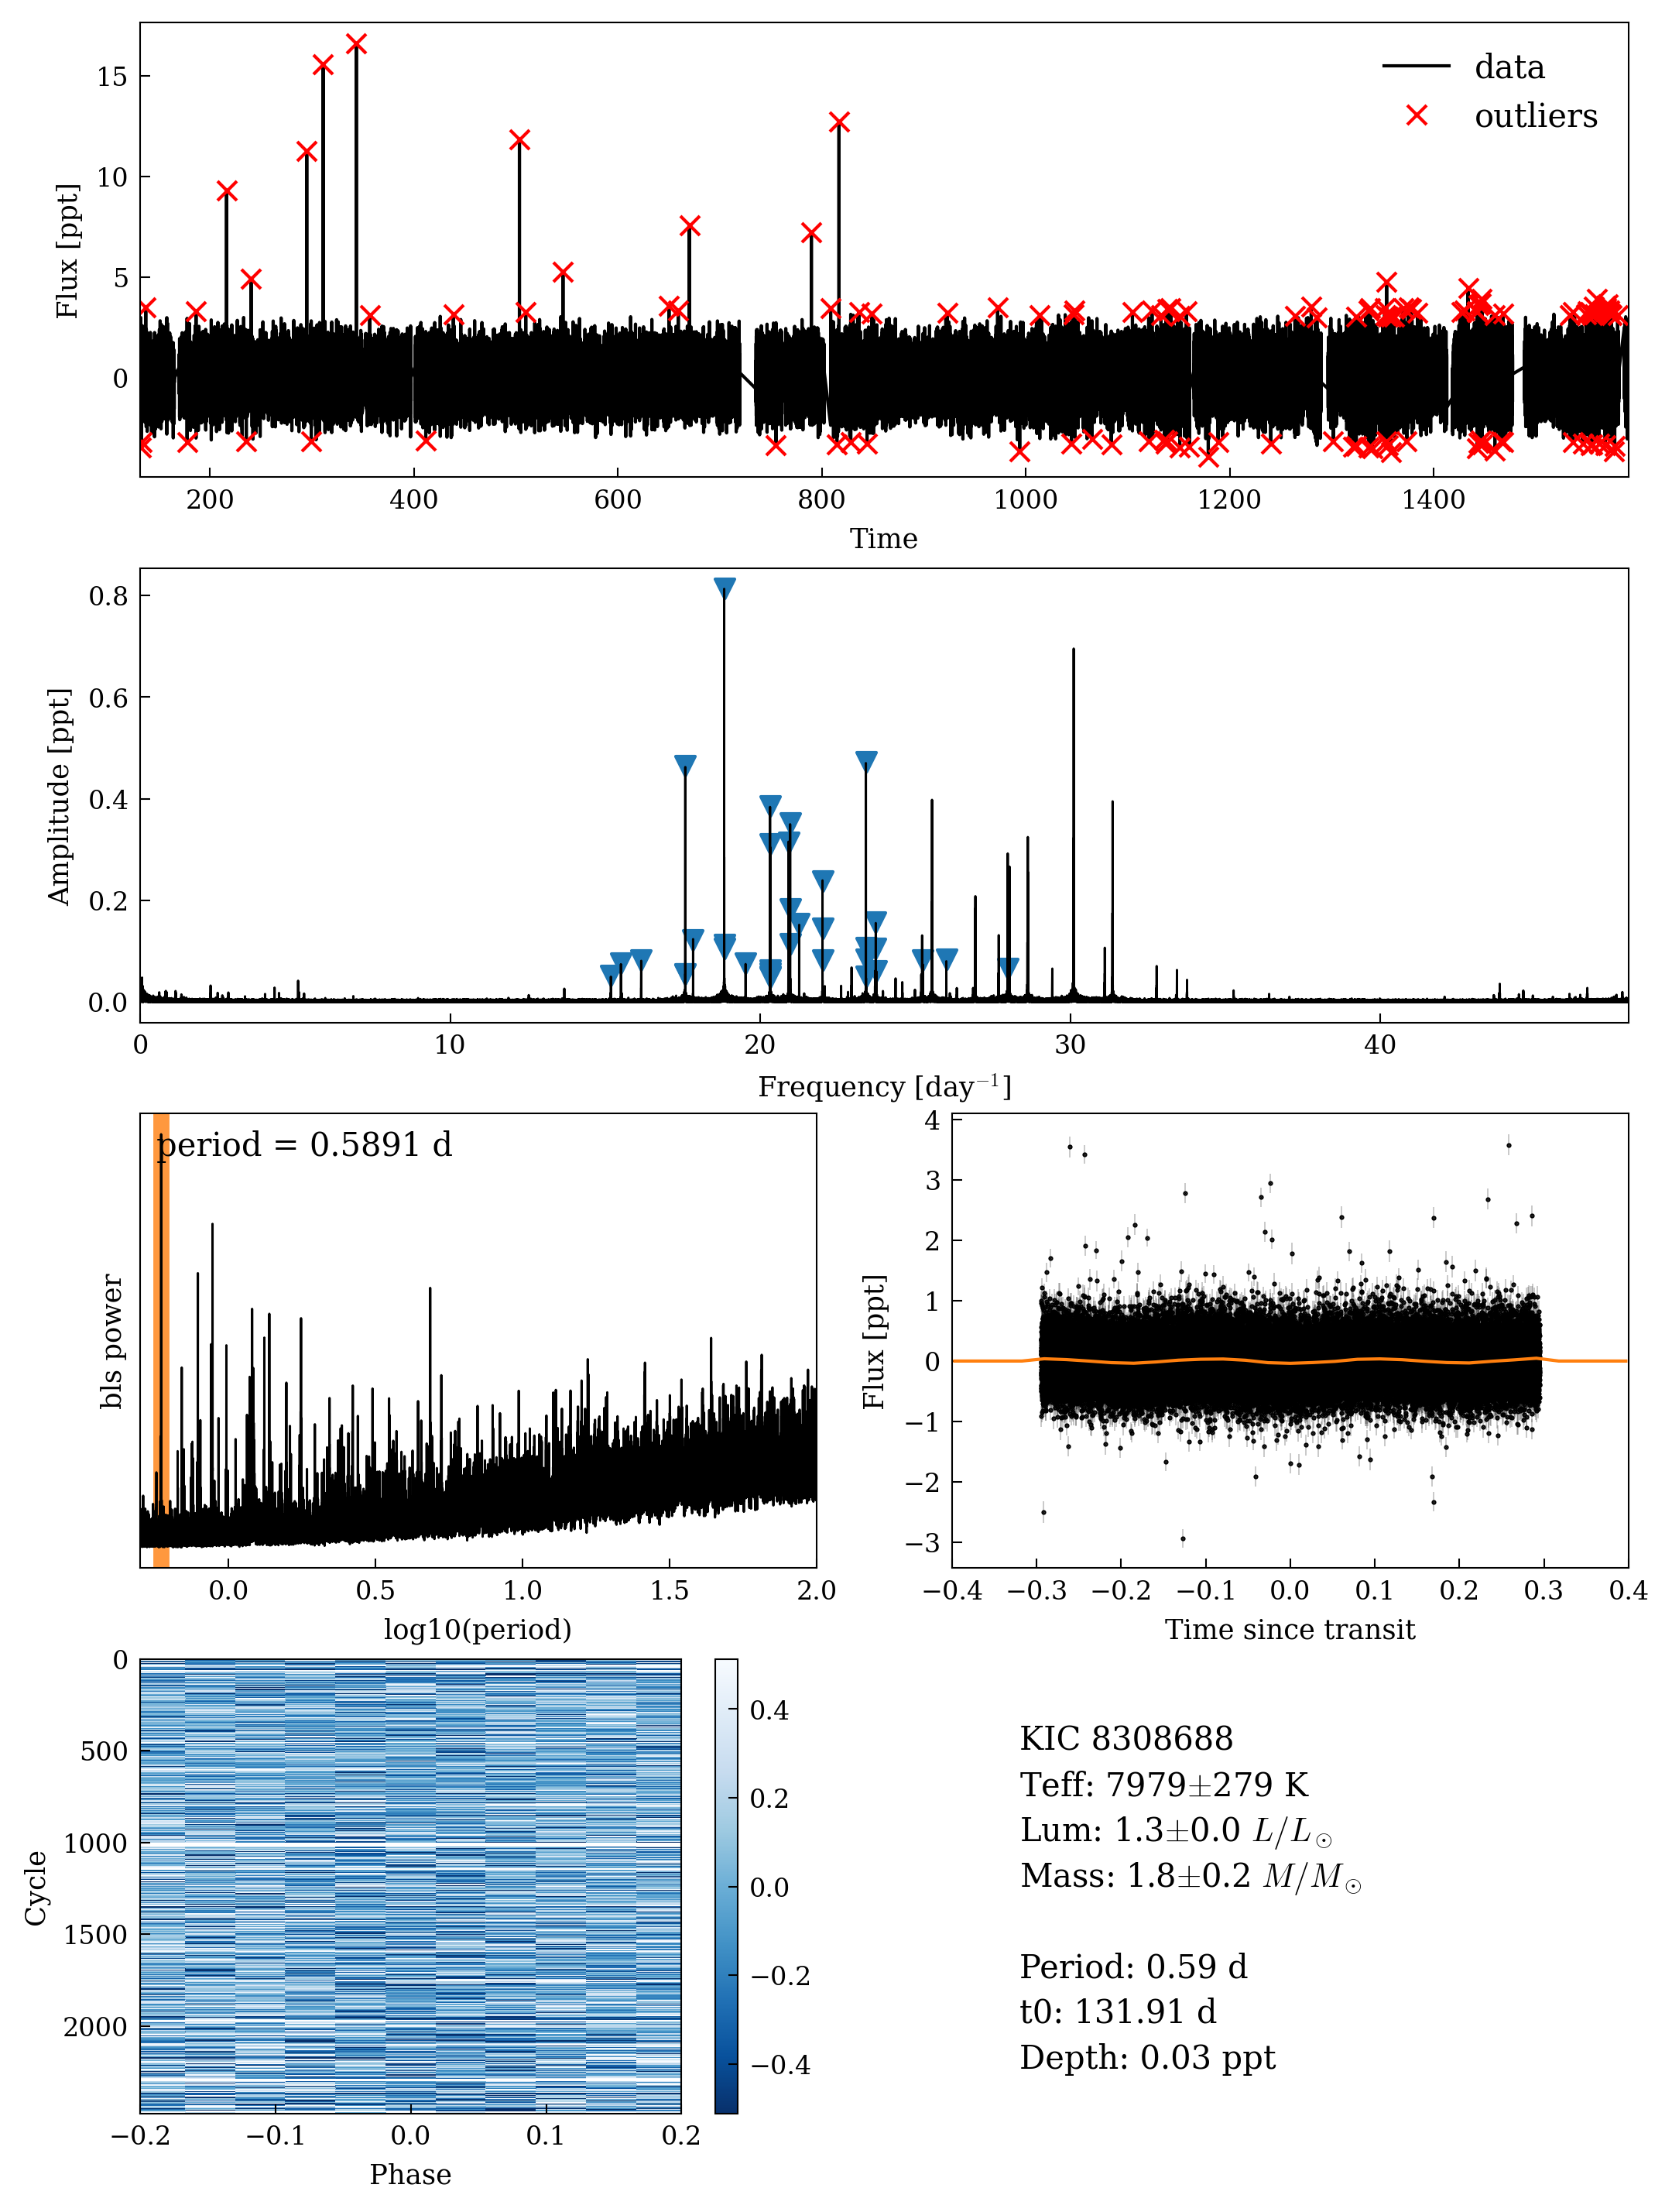 data
outliers
15
10
5
0
Flux [ppt]
200 400 600 800 1000 1200 1400
Time
0.8
0.6
0.4
0.2
0.0
Amplitude [ppt]
0 10 20 30 40
Frequency [day⁻¹]
period = 0.5891 d
bls power
0.0 0.5 1.0 1.5 2.0
log10(period)
4
3
2
1
0
−1
−2
−3
Flux [ppt]
−0.4 −0.3 −0.2 −0.1 0.0 0.1 0.2 0.3 0.4
Time since transit
0
500
1000
1500
2000
Cycle
−0.2 −0.1 0.0 0.1 0.2
Phase
0.4
0.2
0.0
−0.2
−0.4
KIC 8308688
Teff: 7979±279 K
Lum: 1.3±0.0 L/L☉
Mass: 1.8±0.2 M/M☉
Period: 0.59 d
t0: 131.91 d
Depth: 0.03 ppt